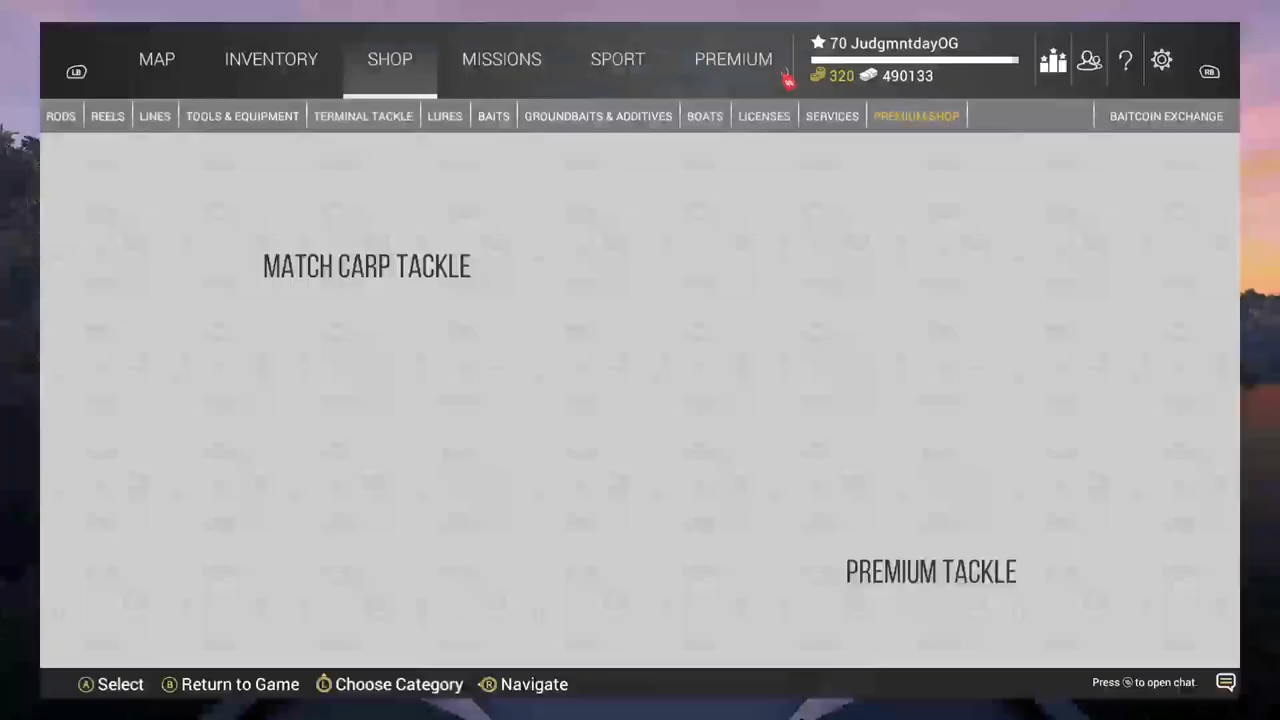 LB
MAP
INVENTORY
SHOP
MISSIONS
SPORT
PREMIUM
70 JudgmntdayOG
320 490133
?
RB
RODS
REELS
LINES
TOOLS & EQUIPMENT
TERMINAL TACKLE
LURES
BAITS
GROUNDBAITS & ADDITIVES
BOATS
LICENSES
SERVICES
PREMIUM SHOP
BAITCOIN EXCHANGE
MATCH CARP TACKLE
PREMIUM TACKLE
A Select
B Return to Game
L Choose Category
R Navigate
Press to open chat.